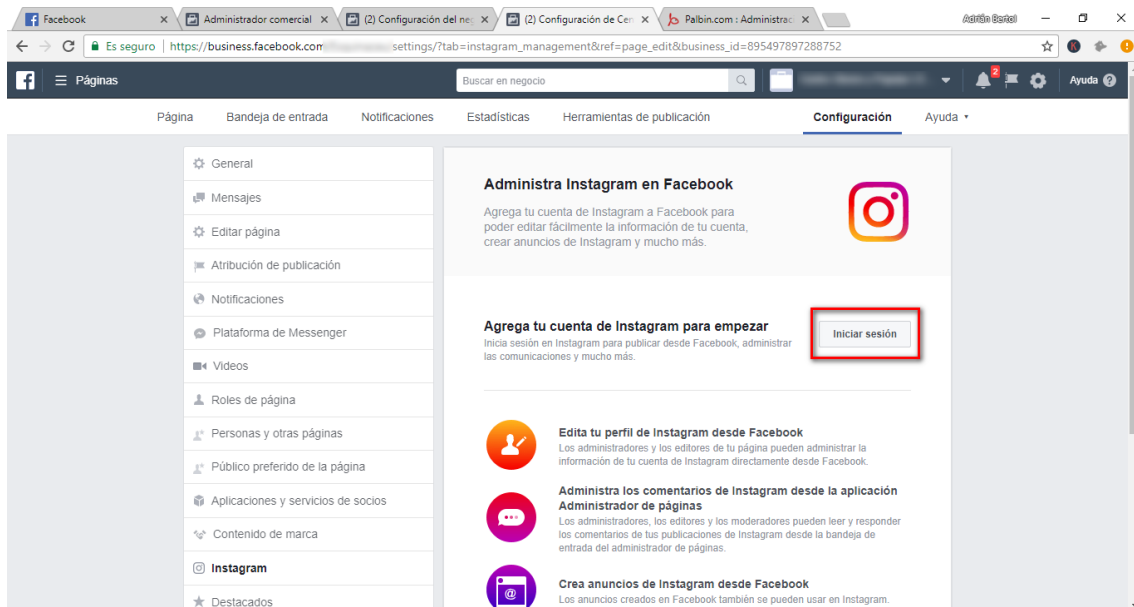 Facebook
Administrador comercial
(2) Configuración del neg
(2) Configuración de Cen
Palbin.com : Administraci
Adrián Bertol
Es seguro
https://business.facebook.com
settings/?tab=instagram_management&ref=page_edit&business_id=895497897288752
Páginas
Buscar en negocio
2
Ayuda
Página
Bandeja de entrada
Notificaciones
Estadísticas
Herramientas de publicación
Configuración
Ayuda
General
Mensajes
Editar página
Atribución de publicación
Notificaciones
Plataforma de Messenger
Videos
Roles de página
Personas y otras páginas
Público preferido de la página
Aplicaciones y servicios de socios
Contenido de marca
Instagram
Destacados
Administra Instagram en Facebook
Agrega tu cuenta de Instagram a Facebook para
poder editar fácilmente la información de tu cuenta,
crear anuncios de Instagram y mucho más.
Agrega tu cuenta de Instagram para empezar
Inicia sesión en Instagram para publicar desde Facebook, administrar
las comunicaciones y mucho más.
Iniciar sesión
Edita tu perfil de Instagram desde Facebook
Los administradores y los editores de tu página pueden administrar la
información de tu cuenta de Instagram directamente desde Facebook.
Administra los comentarios de Instagram desde la aplicación
Administrador de páginas
Los administradores, los editores y los moderadores pueden leer y responder
los comentarios de tus publicaciones de Instagram desde la bandeja de
entrada del administrador de páginas.
Crea anuncios de Instagram desde Facebook
Los anuncios creados en Facebook también se pueden usar en Instagram.